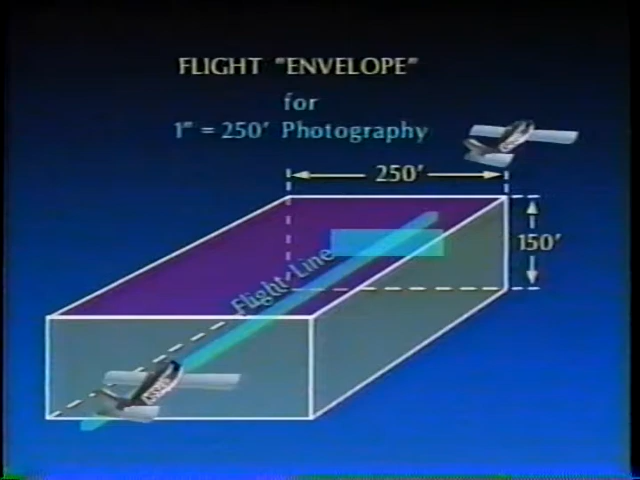 FLIGHT "ENVELOPE"
for
1" = 250' Photography
250'
150'
Flight Line